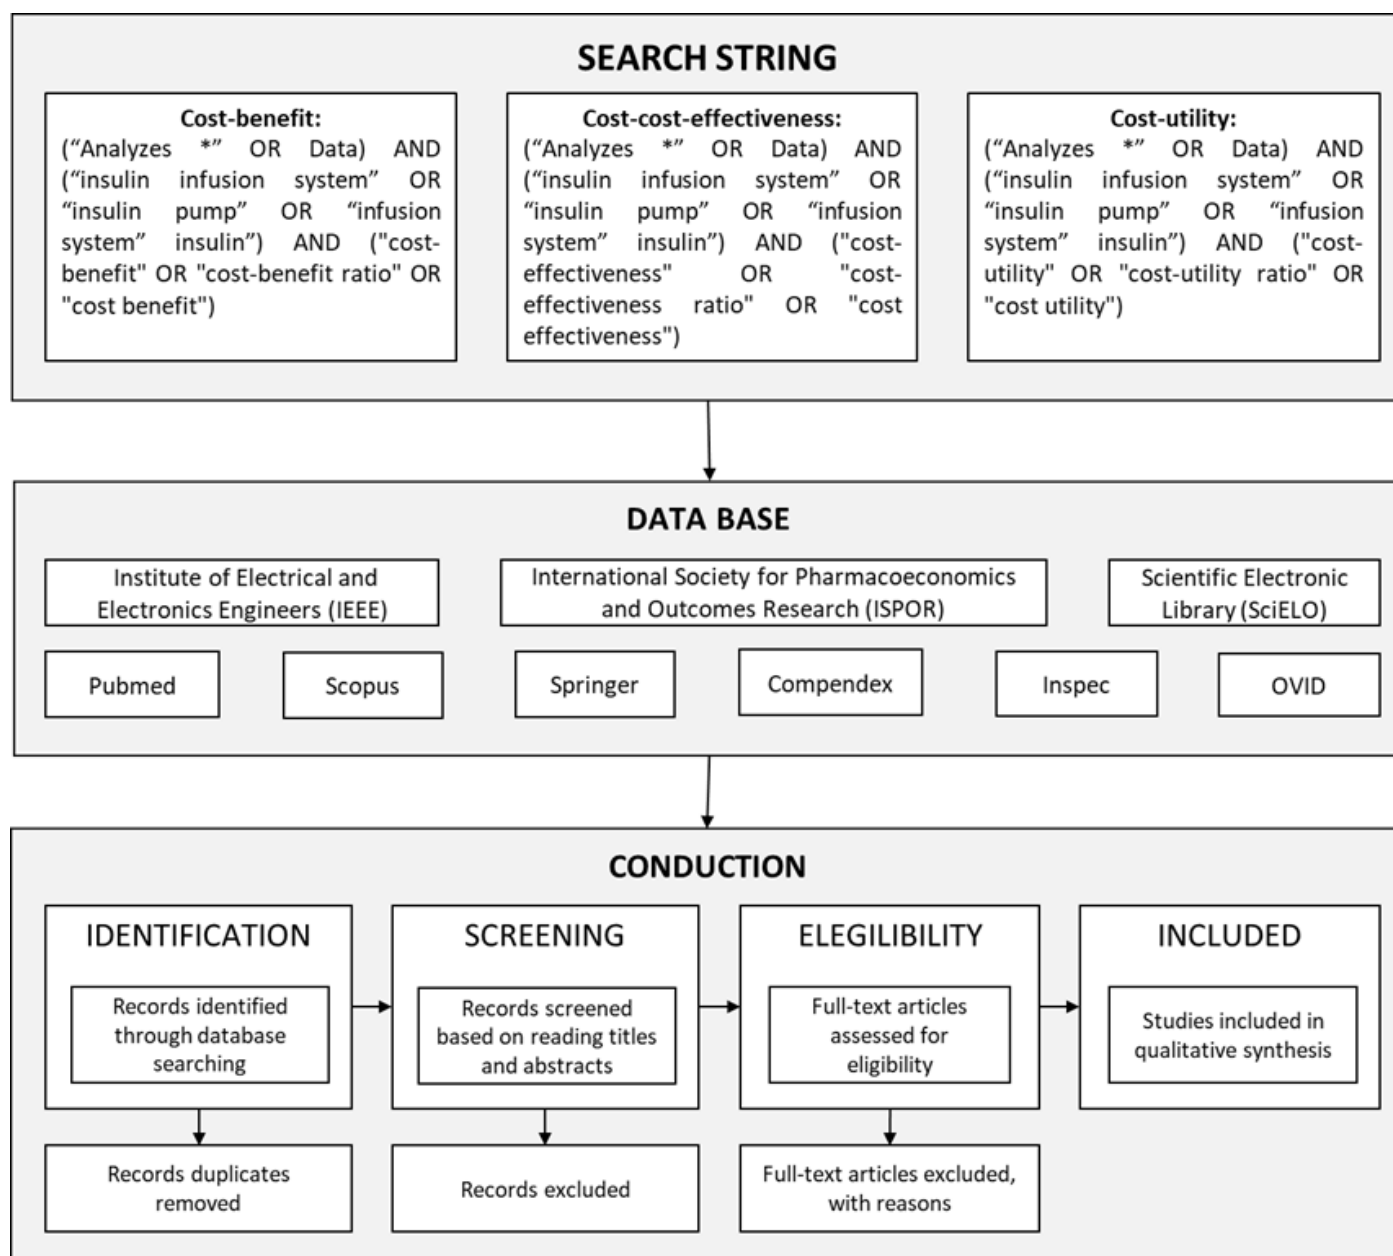 SEARCH STRING
Cost-benefit:
(“Analyzes *” OR Data) AND
(“insulin infusion system” OR
“insulin pump” OR “infusion
system” insulin”) AND ("cost-
benefit" OR "cost-benefit ratio" OR
"cost benefit")
Cost-cost-effectiveness:
(“Analyzes *” OR Data) AND
(“insulin infusion system” OR
“insulin pump” OR “infusion
system” insulin”) AND ("cost-
effectiveness" OR "cost-
effectiveness ratio" OR "cost
effectiveness")
Cost-utility:
(“Analyzes *” OR Data) AND
(“insulin infusion system” OR
“insulin pump” OR “infusion
system” insulin”) AND ("cost-
utility" OR "cost-utility ratio" OR
"cost utility")
DATA BASE
Institute of Electrical and
Electronics Engineers (IEEE)
International Society for Pharmacoeconomics
and Outcomes Research (ISPOR)
Scientific Electronic
Library (SciELO)
Pubmed
Scopus
Springer
Compendex
Inspec
OVID
CONDUCTION
IDENTIFICATION
Records identified
through database
searching
Records duplicates
removed
SCREENING
Records screened
based on reading titles
and abstracts
Records excluded
ELEGILIBILITY
Full-text articles
assessed for
eligibility
Full-text articles excluded,
with reasons
INCLUDED
Studies included in
qualitative synthesis